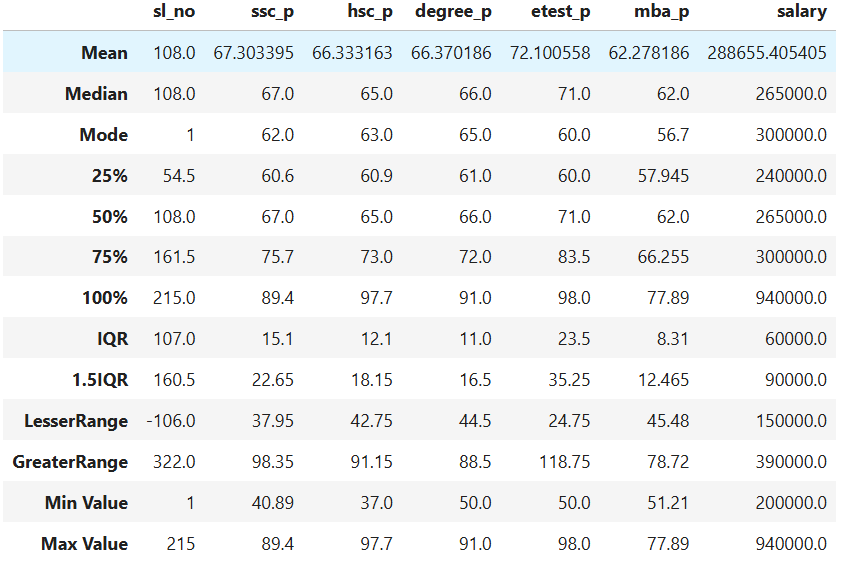 sl_no ssc_p hsc_p degree_p etest_p mba_p salary
Mean 108.0 67.303395 66.333163 66.370186 72.100558 62.278186 288655.405405
Median 108.0 67.0 65.0 66.0 71.0 62.0 265000.0
Mode 1 62.0 63.0 65.0 60.0 56.7 300000.0
25% 54.5 60.6 60.9 61.0 60.0 57.945 240000.0
50% 108.0 67.0 65.0 66.0 71.0 62.0 265000.0
75% 161.5 75.7 73.0 72.0 83.5 66.255 300000.0
100% 215.0 89.4 97.7 91.0 98.0 77.89 940000.0
IQR 107.0 15.1 12.1 11.0 23.5 8.31 60000.0
1.5IQR 160.5 22.65 18.15 16.5 35.25 12.465 90000.0
LesserRange -106.0 37.95 42.75 44.5 24.75 45.48 150000.0
GreaterRange 322.0 98.35 91.15 88.5 118.75 78.72 390000.0
Min Value 1 40.89 37.0 50.0 50.0 51.21 200000.0
Max Value 215 89.4 97.7 91.0 98.0 77.89 940000.0